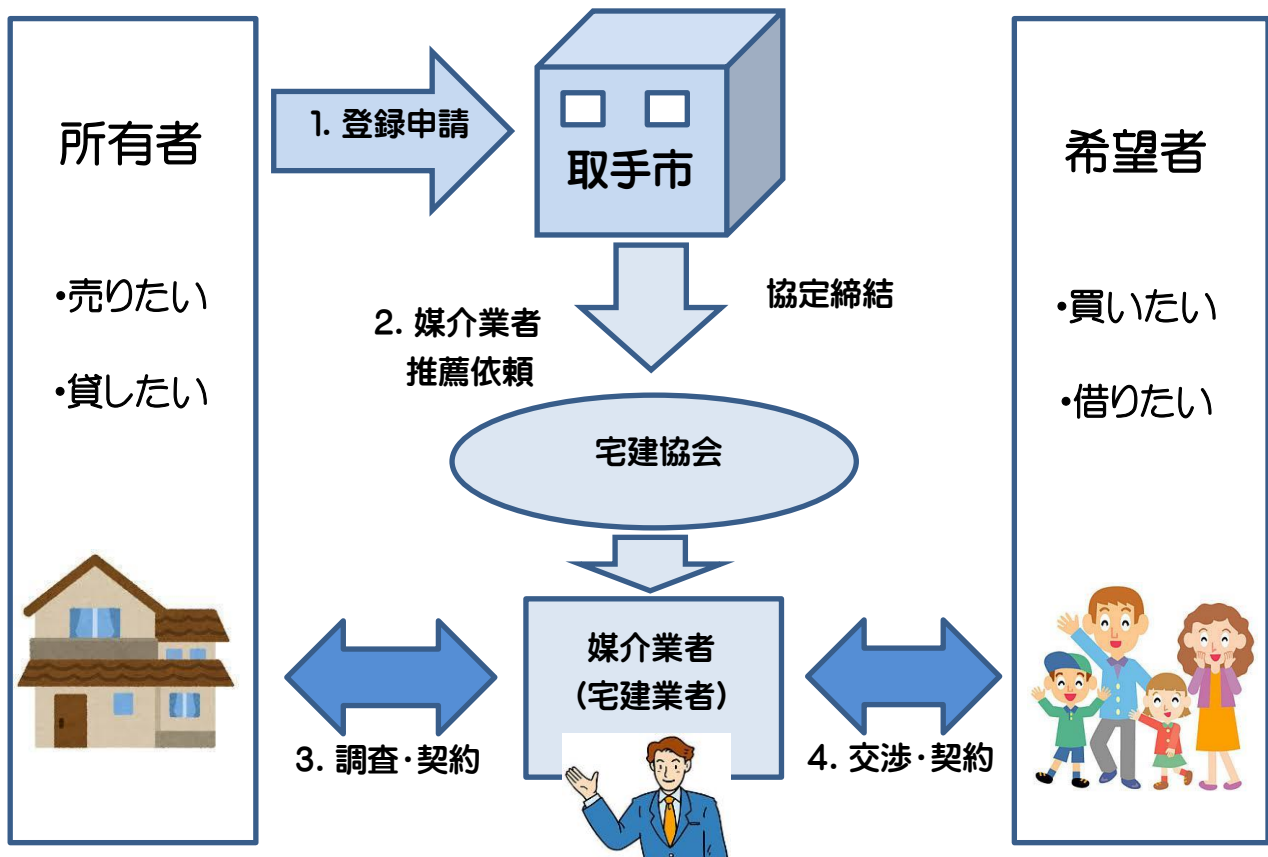 所有者
・売りたい
・貸したい
1. 登録申請
取手市
2. 媒介業者
推薦依頼
協定締結
宅建協会
媒介業者
(宅建業者)
3. 調査・契約
4. 交渉・契約
希望者
・買いたい
・借りたい